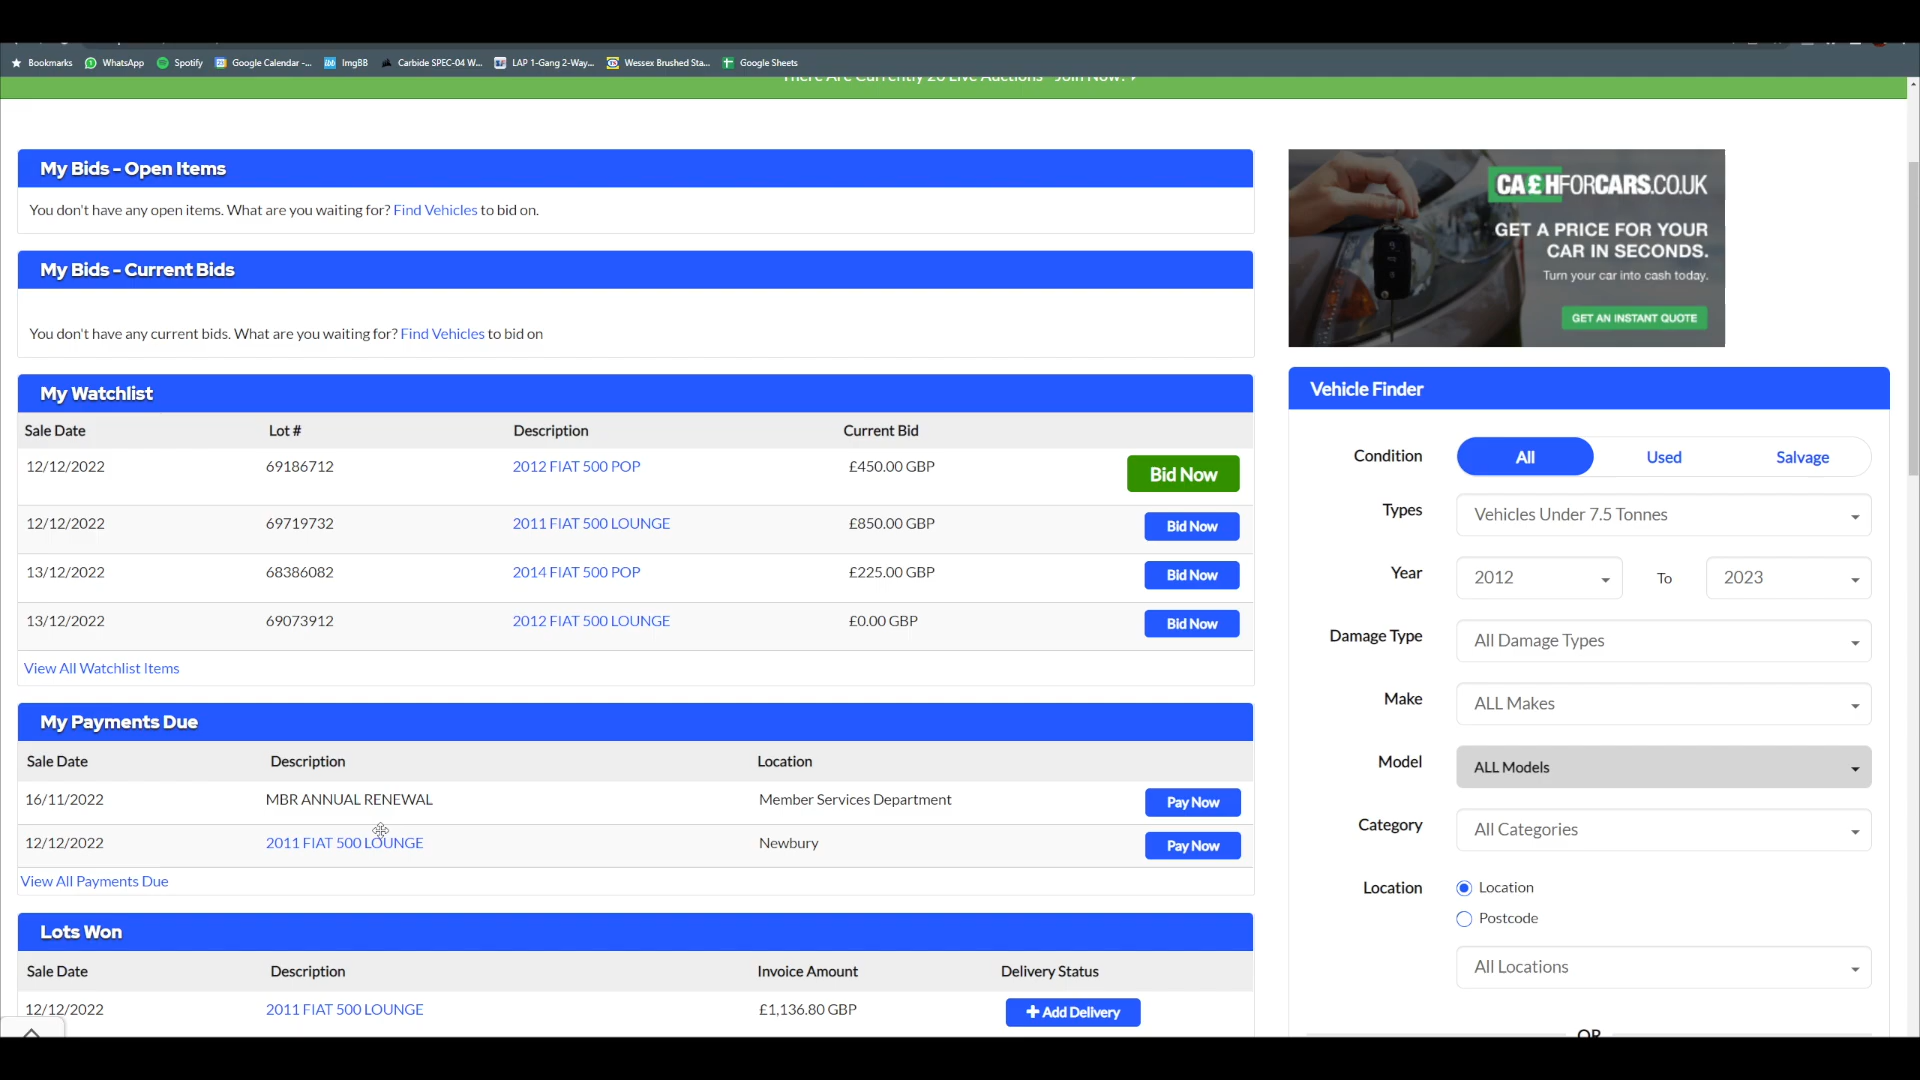 Bookmarks WhatsApp Spotify Google Calendar -... ImgBB Carbide SPEC-04 W... LAP 1-Gang 2-Way... Wessex Brushed Sta... Google Sheets
There Are Currently 20 Live Auctions - Join Now!
My Bids - Open Items
You don't have any open items. What are you waiting for? Find Vehicles to bid on.
My Bids - Current Bids
You don't have any current bids. What are you waiting for? Find Vehicles to bid on
My Watchlist
Sale Date Lot # Description Current Bid
12/12/2022 69186712 2012 FIAT 500 POP £450.00 GBP Bid Now
12/12/2022 69719732 2011 FIAT 500 LOUNGE £850.00 GBP Bid Now
13/12/2022 68386082 2014 FIAT 500 POP £225.00 GBP Bid Now
13/12/2022 69073912 2012 FIAT 500 LOUNGE £0.00 GBP Bid Now
View All Watchlist Items
My Payments Due
Sale Date Description Location
16/11/2022 MBR ANNUAL RENEWAL Member Services Department Pay Now
12/12/2022 2011 FIAT 500 LOUNGE Newbury Pay Now
View All Payments Due
Lots Won
Sale Date Description Invoice Amount Delivery Status
12/12/2022 2011 FIAT 500 LOUNGE £1,136.80 GBP + Add Delivery
CA£HFORCARS.CO.UK
GET A PRICE FOR YOUR
CAR IN SECONDS.
Turn your car into cash today.
GET AN INSTANT QUOTE
Vehicle Finder
Condition All Used Salvage
Types Vehicles Under 7.5 Tonnes
Year 2012 To 2023
Damage Type All Damage Types
Make ALL Makes
Model ALL Models
Category All Categories
Location Location
Postcode
All Locations
OR